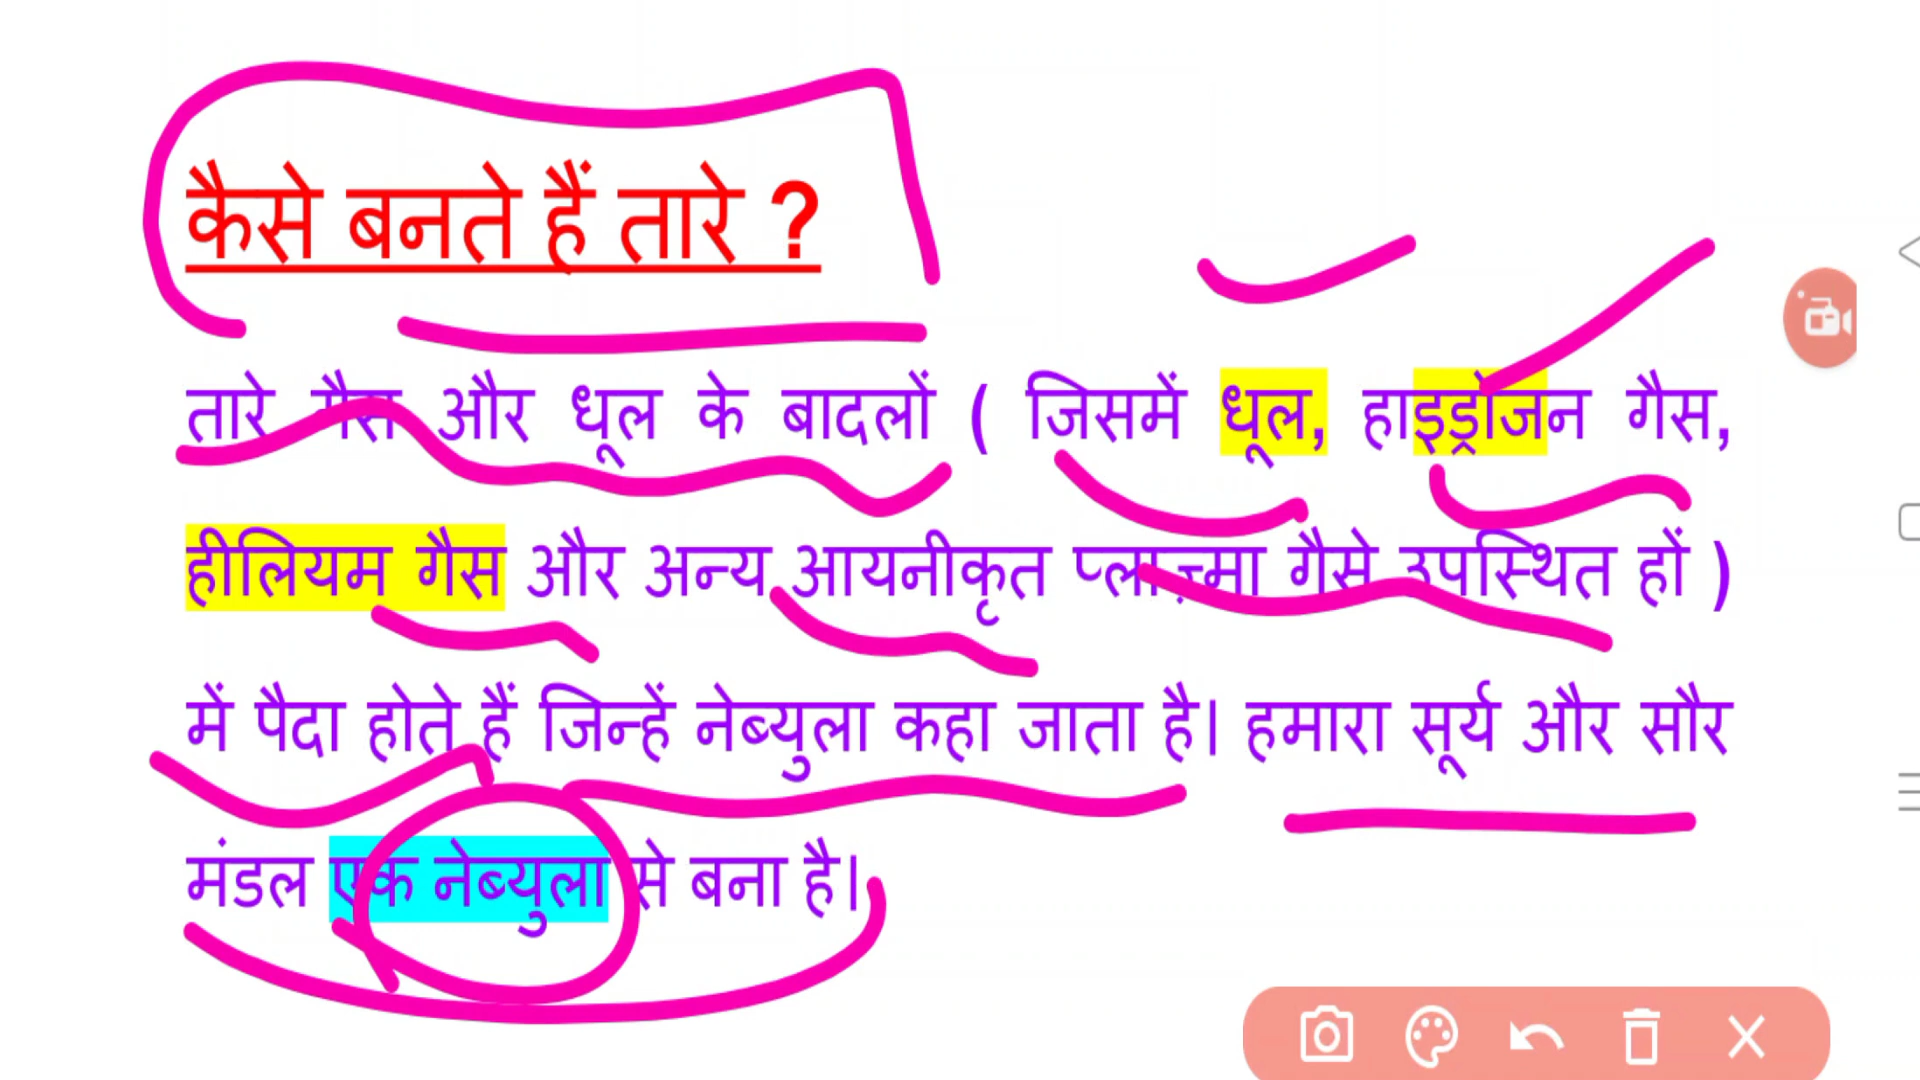 कैसे बनते हैं तारे ?
तारे गैस और धूल के बादलों ( जिसमें धूल, हाइड्रोजन गैस,
हीलियम गैस और अन्य आयनीकृत प्लाज़्मा गैसे उपस्थित हों )
में पैदा होते हैं जिन्हें नेब्युला कहा जाता है। हमारा सूर्य और सौर
मंडल एक नेब्युला से बना है।